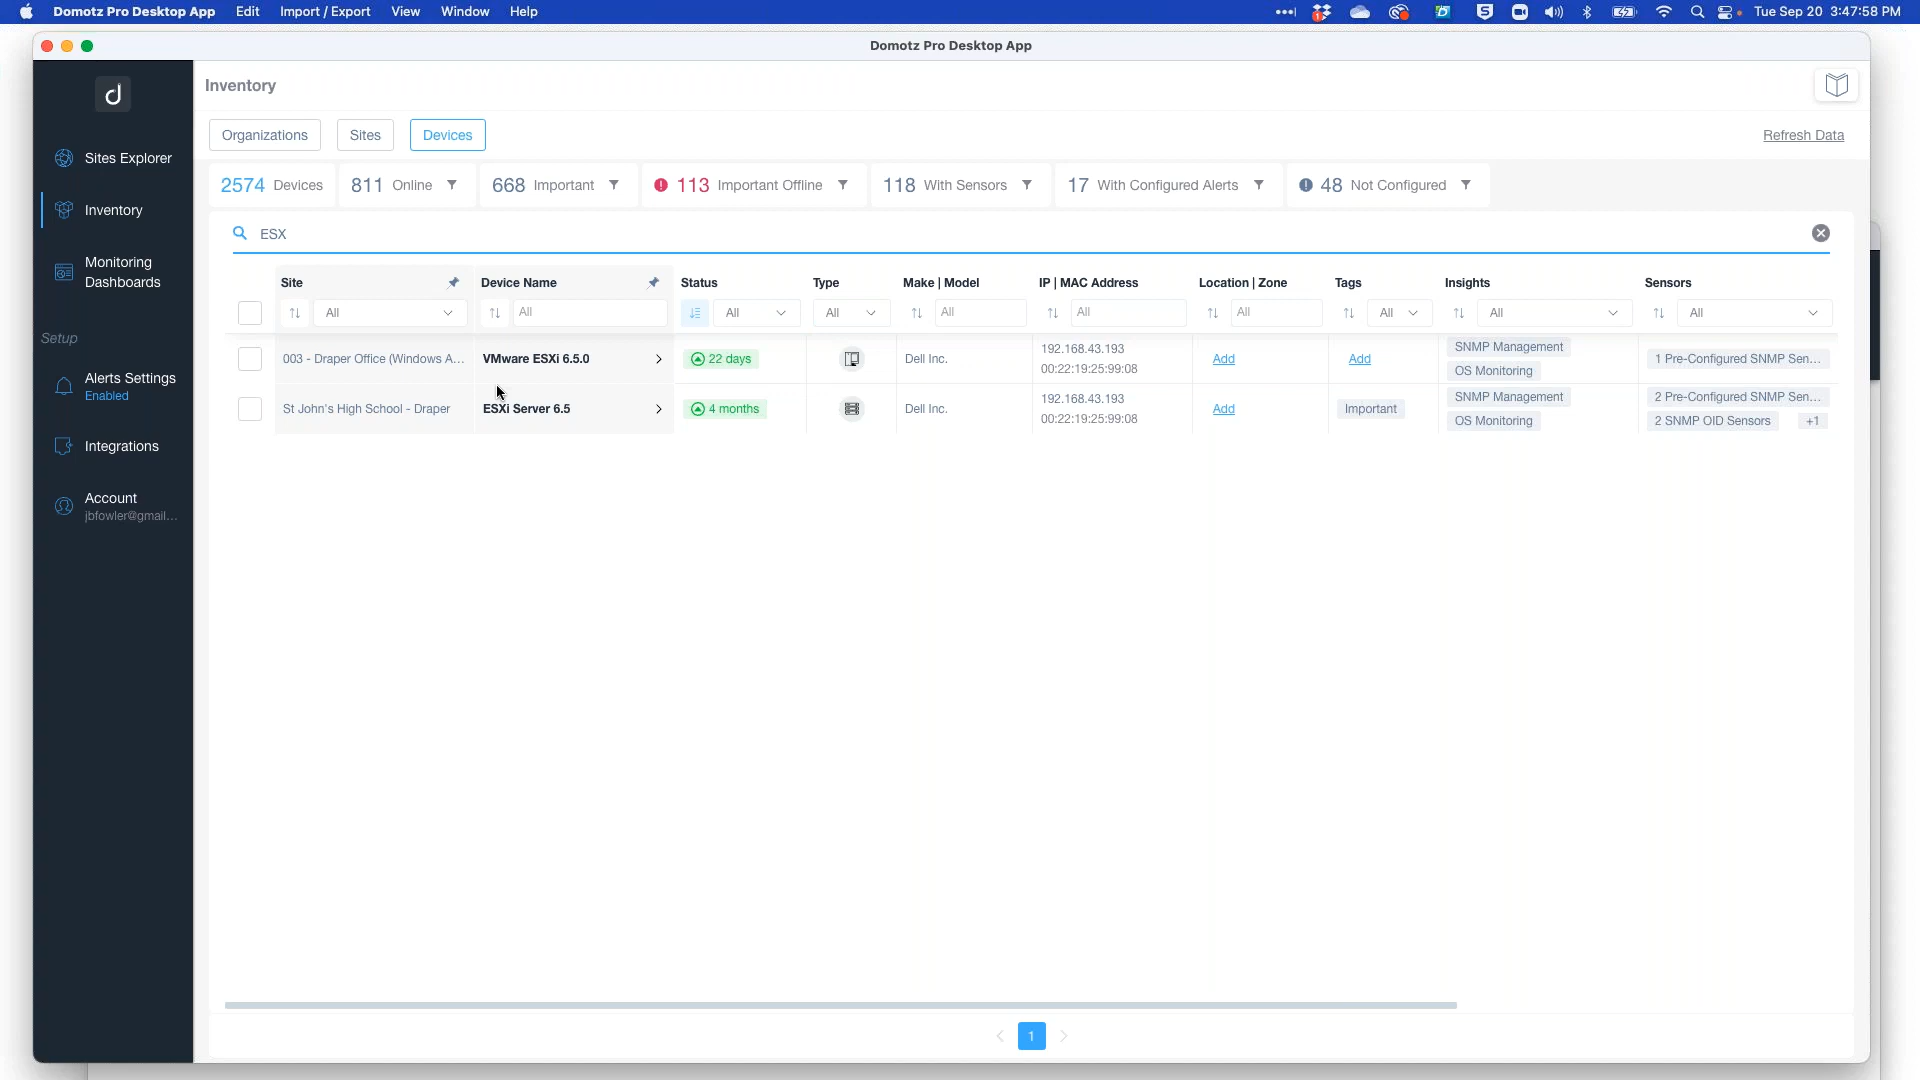 Domotz Pro Desktop App Edit Import / Export View Window Help Tue Sep 20 3:47:58 PM
Domotz Pro Desktop App
Inventory
Organizations Sites Devices Refresh Data
2574 Devices 811 Online 668 Important 113 Important Offline 118 With Sensors 17 With Configured Alerts 48 Not Configured
ESX
Site Device Name Status Type Make | Model IP | MAC Address Location | Zone Tags Insights Sensors
All All All All All All All All All All
003 - Draper Office (Windows A... VMware ESXi 6.5.0 22 days Dell Inc. 192.168.43.193 Add Add SNMP Management 1 Pre-Configured SNMP Sen...
00:22:19:25:99:08 OS Monitoring
St John's High School - Draper ESXi Server 6.5 4 months Dell Inc. 192.168.43.193 Add Important SNMP Management 2 Pre-Configured SNMP Sen...
00:22:19:25:99:08 OS Monitoring 2 SNMP OID Sensors +1
1
d
Sites Explorer
Inventory
Monitoring
Dashboards
Setup
Alerts Settings
Enabled
Integrations
Account
jbfowler@gmail...